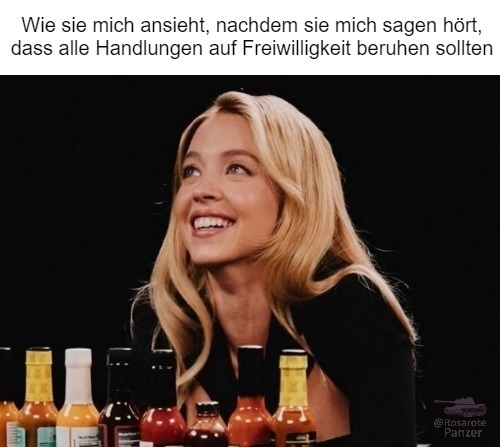 Wie sie mich ansieht, nachdem sie mich sagen hört,
dass alle Handlungen auf Freiwilligkeit beruhen sollten
@Rosarote
Panzer